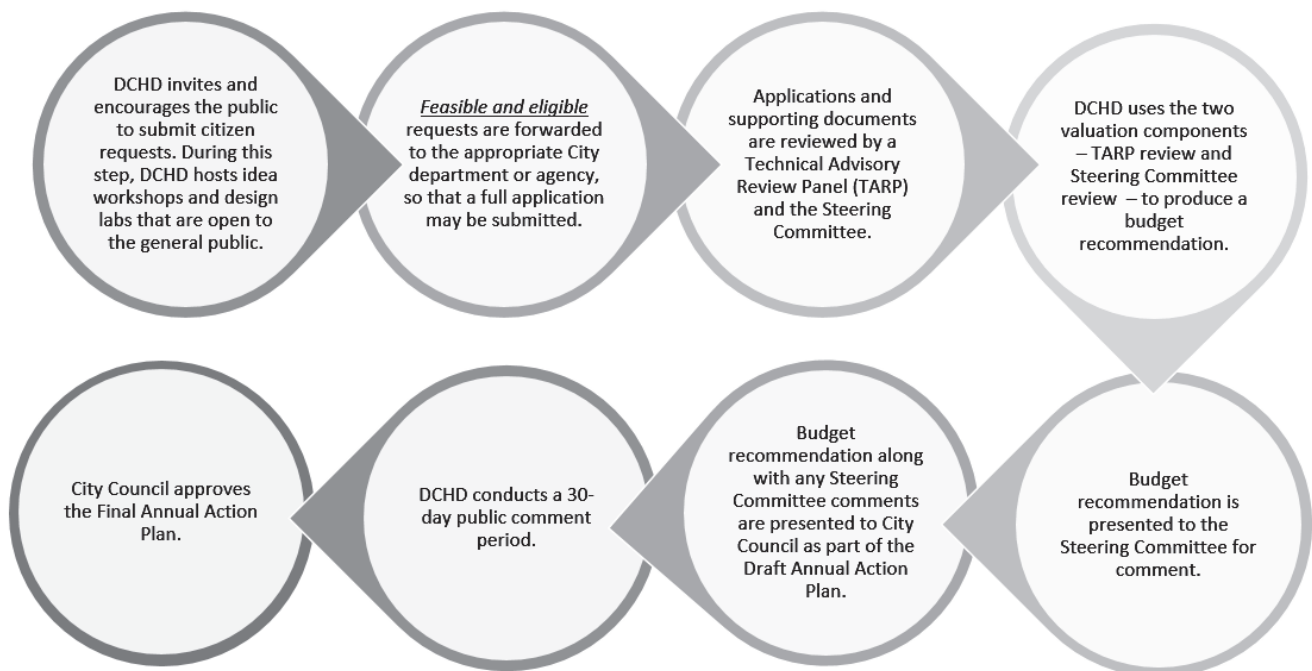 DCHD invites and
encourages the public
to submit citizen
requests. During this
step, DCHD hosts idea
workshops and design
labs that are open to
the general public.
Feasible and eligible
requests are forwarded
to the appropriate City
department or agency,
so that a full application
may be submitted.
Applications and
supporting documents
are reviewed by a
Technical Advisory
Review Panel (TARP)
and the Steering
Committee.
DCHD uses the two
valuation components
– TARP review and
Steering Committee
review – to produce a
budget
recommendation.
Budget
recommendation is
presented to the
Steering Committee for
comment.
Budget
recommendation along
with any Steering
Committee comments
are presented to City
Council as part of the
Draft Annual Action
Plan.
DCHD conducts a 30-
day public comment
period.
City Council approves
the Final Annual Action
Plan.